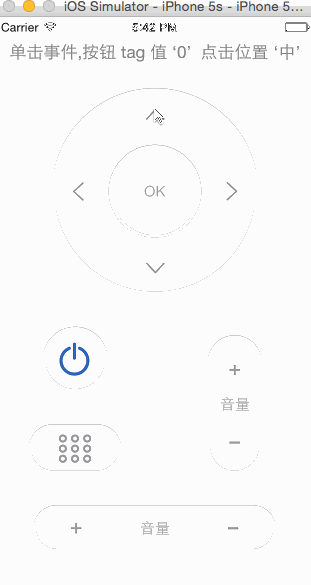 iOS Simulator - iPhone 5s - iPhone 5...
Carrier 5:42 PM
单击事件,按钮 tag 值 ‘0’ 点击位置 ‘中’
OK
+
音量
−
+ 音量 −